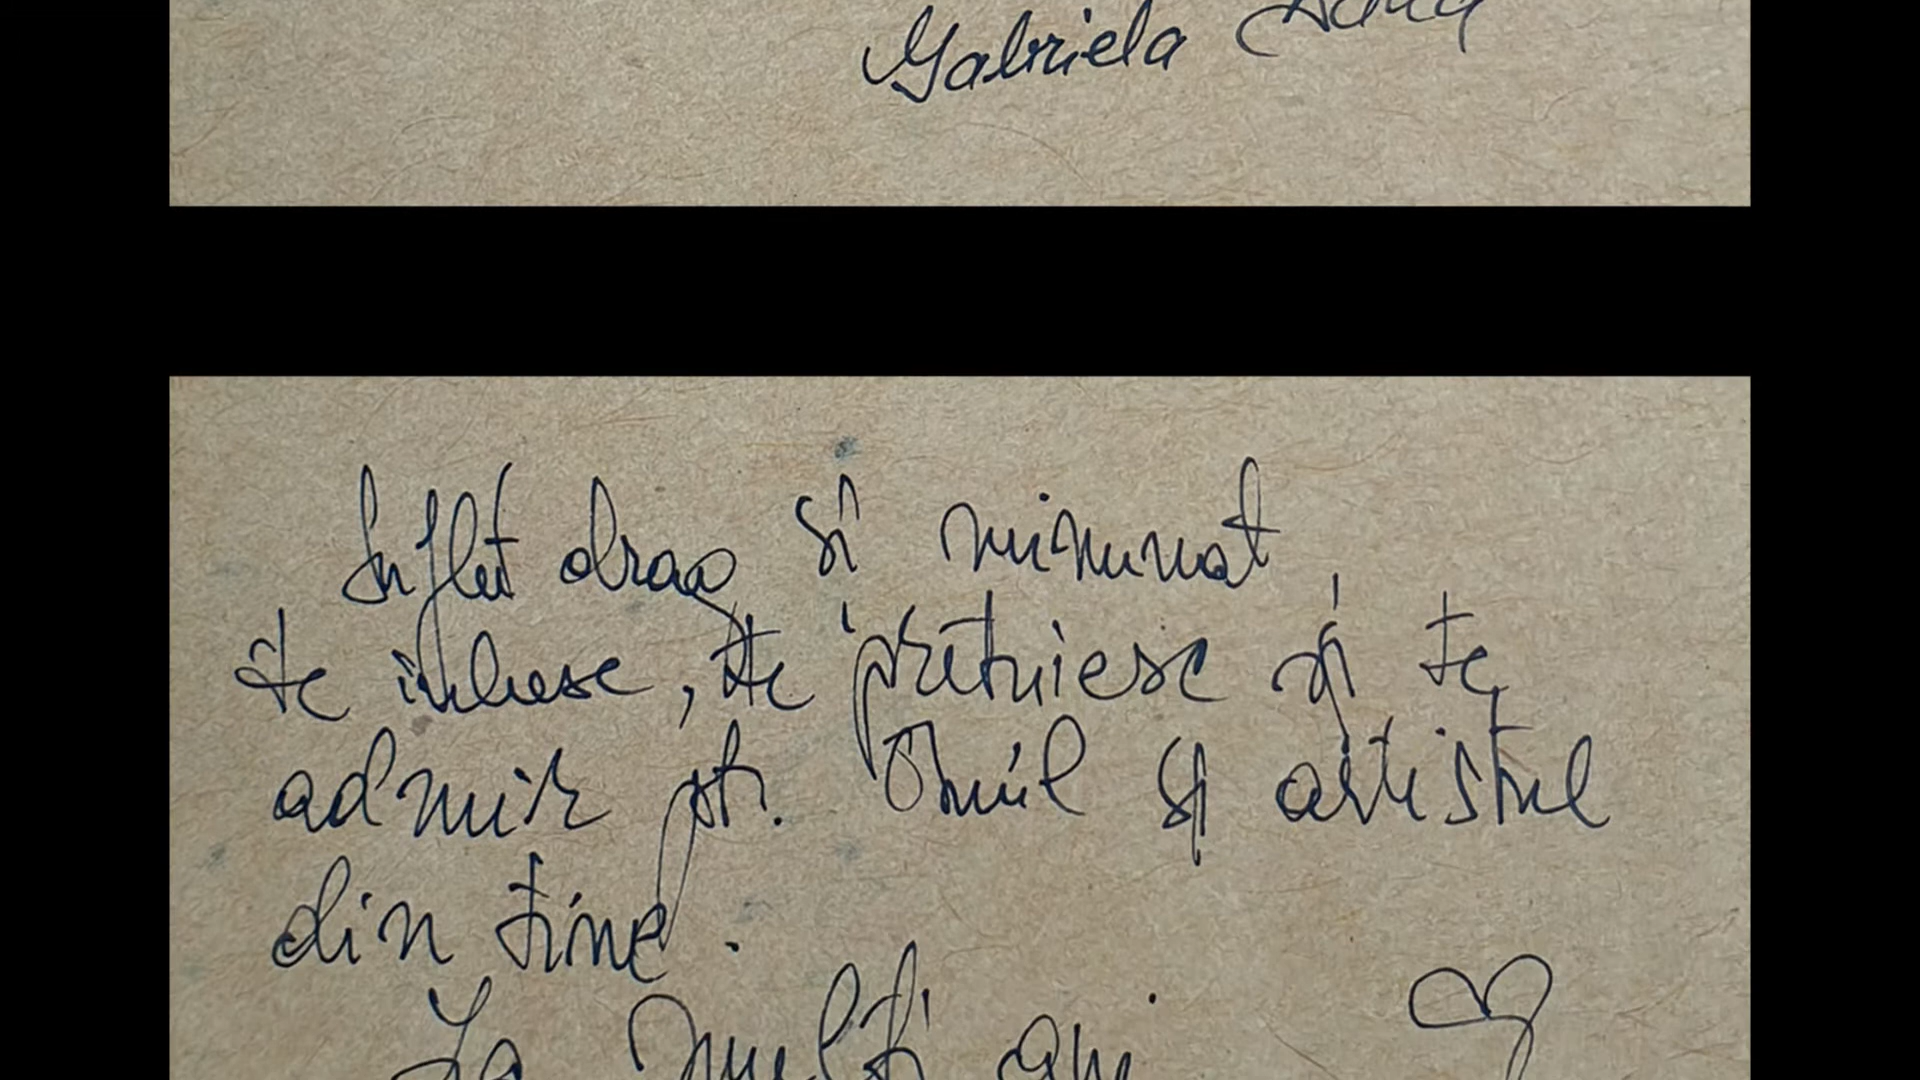 Gabriela
Suflet drag și minunat,
te iubesc, te prețuiesc și te
admir pt. Omul și artistul
din tine.
La mulți ani